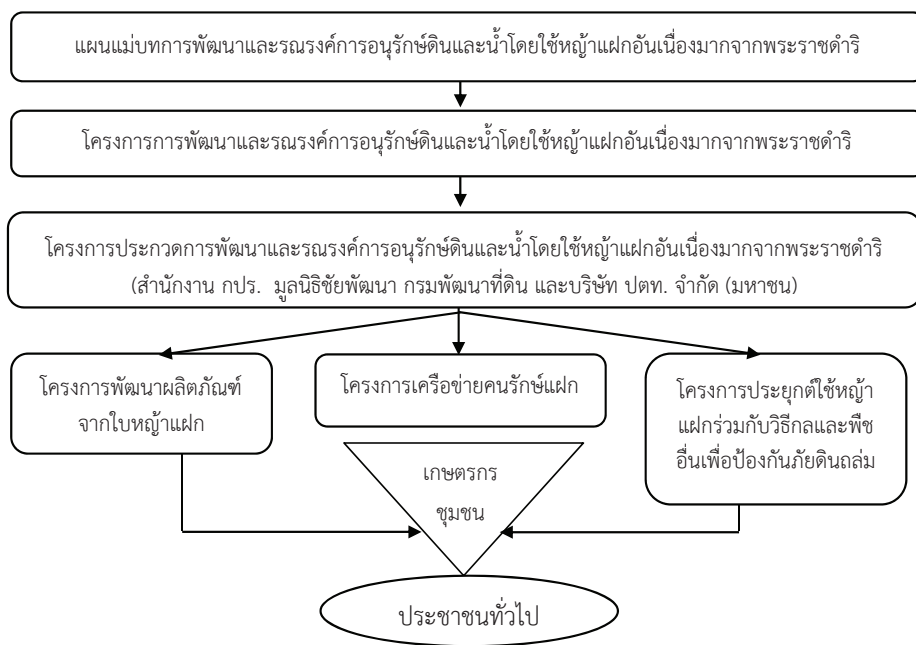 แผนแม่บทการพัฒนาและรณรงค์การอนุรักษ์ดินและน้ำโดยใช้หญ้าแฝกอันเนื่องมากจากพระราชดำริ
โครงการการพัฒนาและรณรงค์การอนุรักษ์ดินและน้ำโดยใช้หญ้าแฝกอันเนื่องมากจากพระราชดำริ
โครงการประกวดการพัฒนาและรณรงค์การอนุรักษ์ดินและน้ำโดยใช้หญ้าแฝกอันเนื่องมากจากพระราชดำริ
(สำนักงาน กปร. มูลนิธิชัยพัฒนา กรมพัฒนาที่ดิน และบริษัท ปตท. จำกัด (มหาชน)
โครงการพัฒนาผลิตภัณฑ์
จากใบหญ้าแฝก
โครงการเครือข่ายคนรักษ์แฝก
โครงการประยุกต์ใช้หญ้า
แฝกร่วมกับวิธีกลและพืช
อื่นเพื่อป้องกันภัยดินถล่ม
เกษตรกร
ชุมชน
ประชาชนทั่วไป